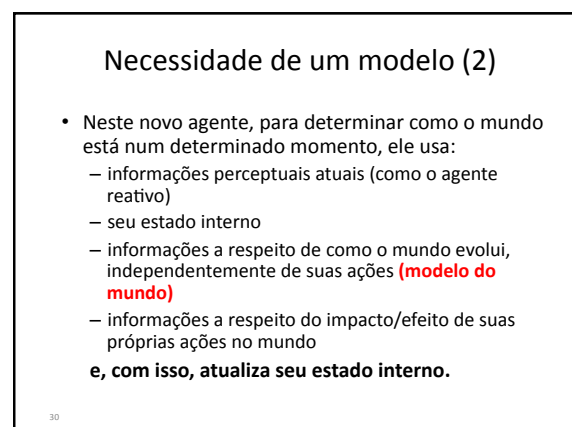 Necessidade de um modelo (2)
• Neste novo agente, para determinar como o mundo
está num determinado momento, ele usa:
– informações perceptuais atuais (como o agente
reativo)
– seu estado interno
– informações a respeito de como o mundo evolui,
independentemente de suas ações (modelo do
mundo)
– informações a respeito do impacto/efeito de suas
próprias ações no mundo
e, com isso, atualiza seu estado interno.
30